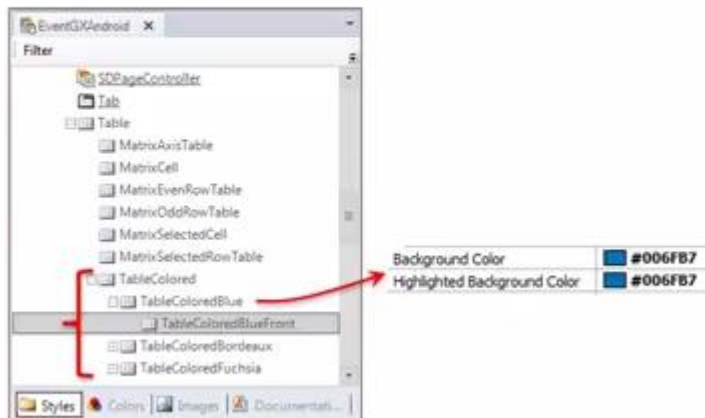 EventGXAndroid
Filter
SDPageController
Tab
Table
MatrixAxisTable
MatrixCell
MatrixEvenRowTable
MatrixOddRowTable
MatrixSelectedCell
MatrixSelectedRowTable
TableColored
TableColoredBlue
TableColoredBlueFront
TableColoredBordeaux
TableColoredFuchsia
Styles Colors Images Documentati...
Background Color #006FB7
Highlighted Background Color #006FB7